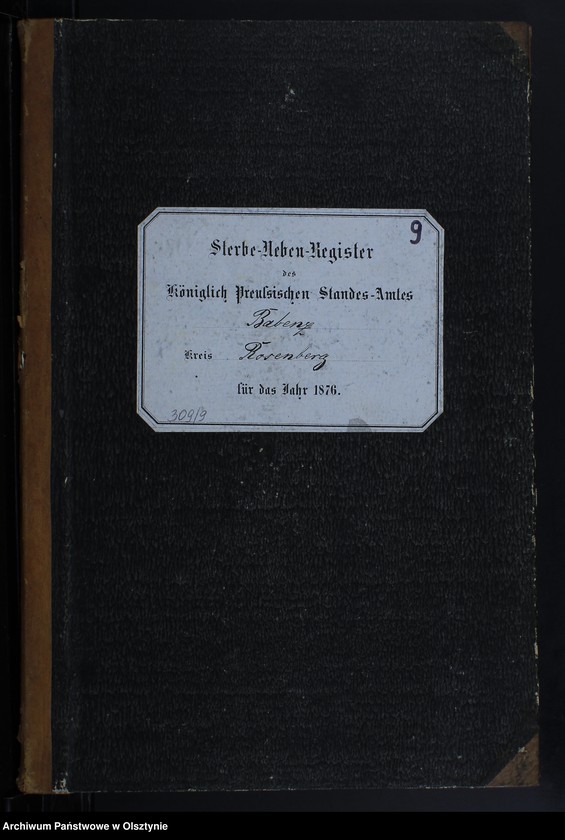 9
Sterbe-Neben-Register
des
Königlich Preußischen Standes-Amtes
Babenz
Kreis Rosenberg
für das Jahr 1876.
309/9
Archiwum Państwowe w Olsztynie